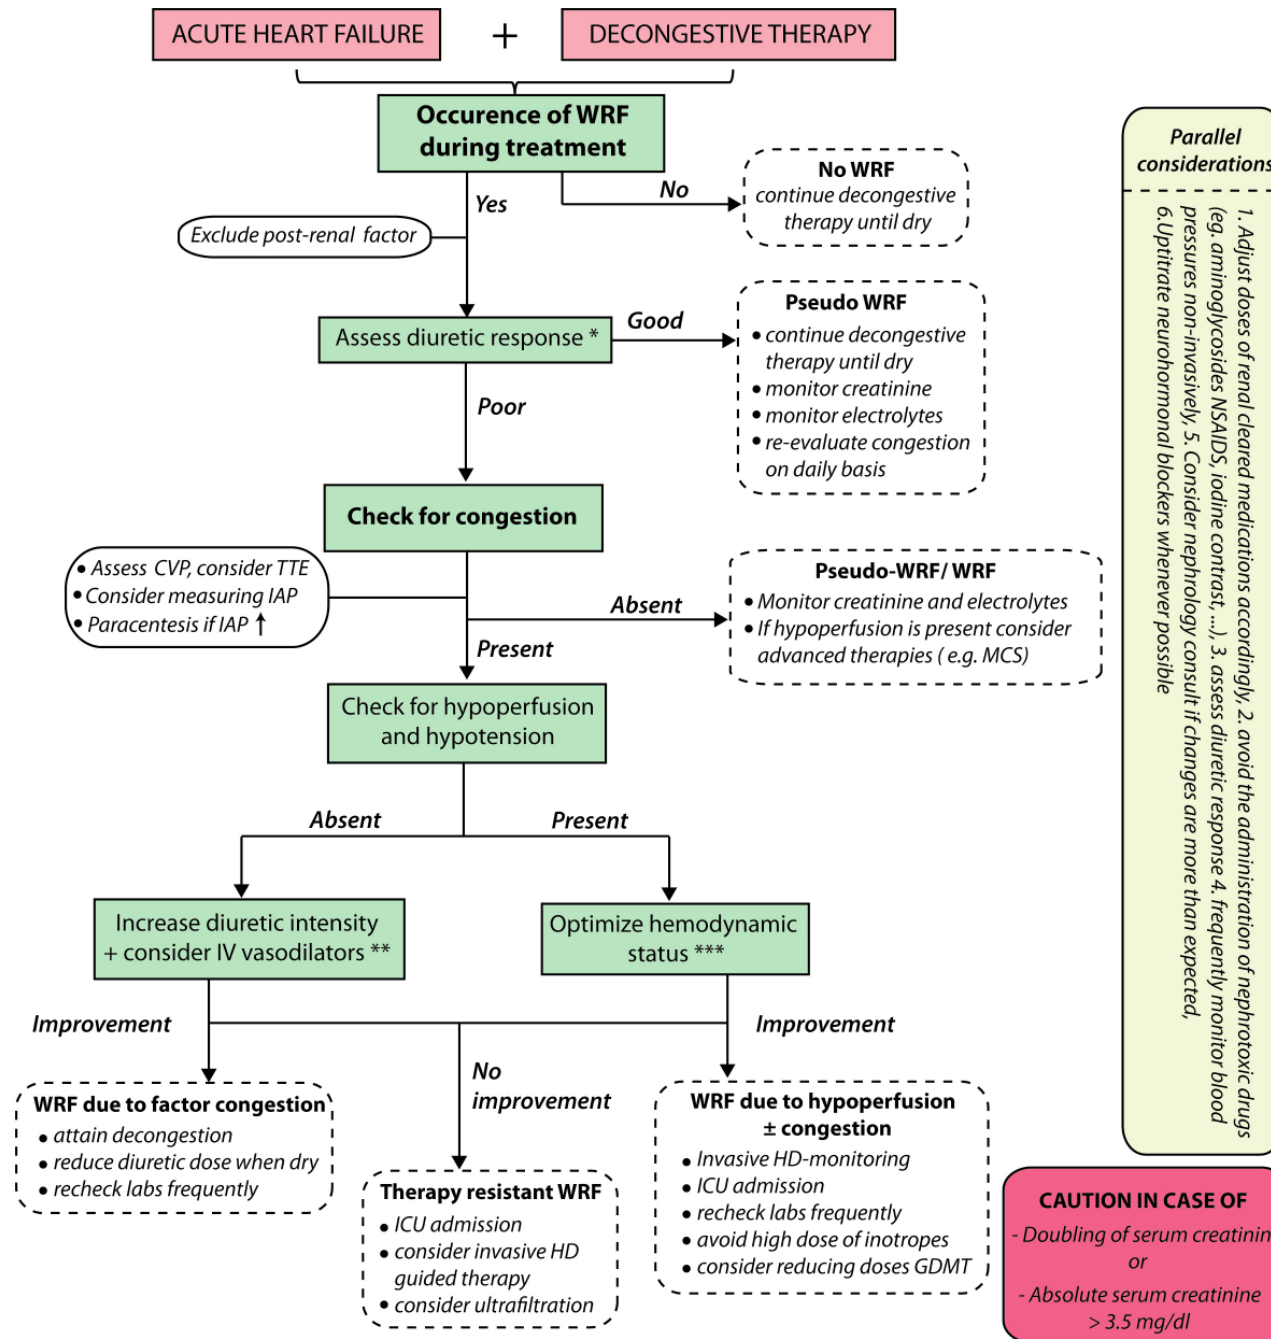 ACUTE HEART FAILURE
+
DECONGESTIVE THERAPY
Occurence of WRF
during treatment
No
No WRF
continue decongestive
therapy until dry
Yes
Exclude post-renal factor
Assess diuretic response *
Good
Pseudo WRF
• continue decongestive
therapy until dry
• monitor creatinine
• monitor electrolytes
• re-evaluate congestion
on daily basis
Poor
Check for congestion
• Assess CVP, consider TTE
• Consider measuring IAP
• Paracentesis if IAP ↑
Absent
Pseudo-WRF/ WRF
• Monitor creatinine and electrolytes
• If hypoperfusion is present consider
advanced therapies ( e.g. MCS)
Present
Check for hypoperfusion
and hypotension
Absent
Present
Increase diuretic intensity
+ consider IV vasodilators **
Optimize hemodynamic
status ***
Improvement
No
improvement
Improvement
WRF due to factor congestion
• attain decongestion
• reduce diuretic dose when dry
• recheck labs frequently
Therapy resistant WRF
• ICU admission
• consider invasive HD
guided therapy
• consider ultrafiltration
WRF due to hypoperfusion
± congestion
• Invasive HD-monitoring
• ICU admission
• recheck labs frequently
• avoid high dose of inotropes
• consider reducing doses GDMT
Parallel
considerations
1. Adjust doses of renal cleared medications accordingly, 2. avoid the administration of nephrotoxic drugs
(eg. aminoglycosides NSAIDS, iodine contrast, ...), 3. assess diuretic response 4. frequently monitor blood
pressures non-invasively, 5. Consider nephrology consult if changes are more than expected,
6.Uptitrate neurohormonal blockers whenever possible
CAUTION IN CASE OF
- Doubling of serum creatinin
or
- Absolute serum creatinine
> 3.5 mg/dl